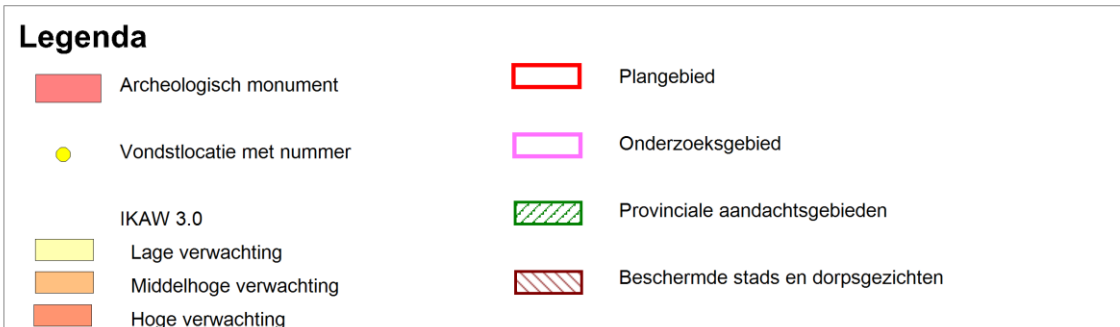 Legenda
Archeologisch monument
Vondstlocatie met nummer
IKAW 3.0
Lage verwachting
Middelhoge verwachting
Hoge verwachting
Plangebied
Onderzoeksgebied
Provinciale aandachtsgebieden
Beschermde stads en dorpsgezichten